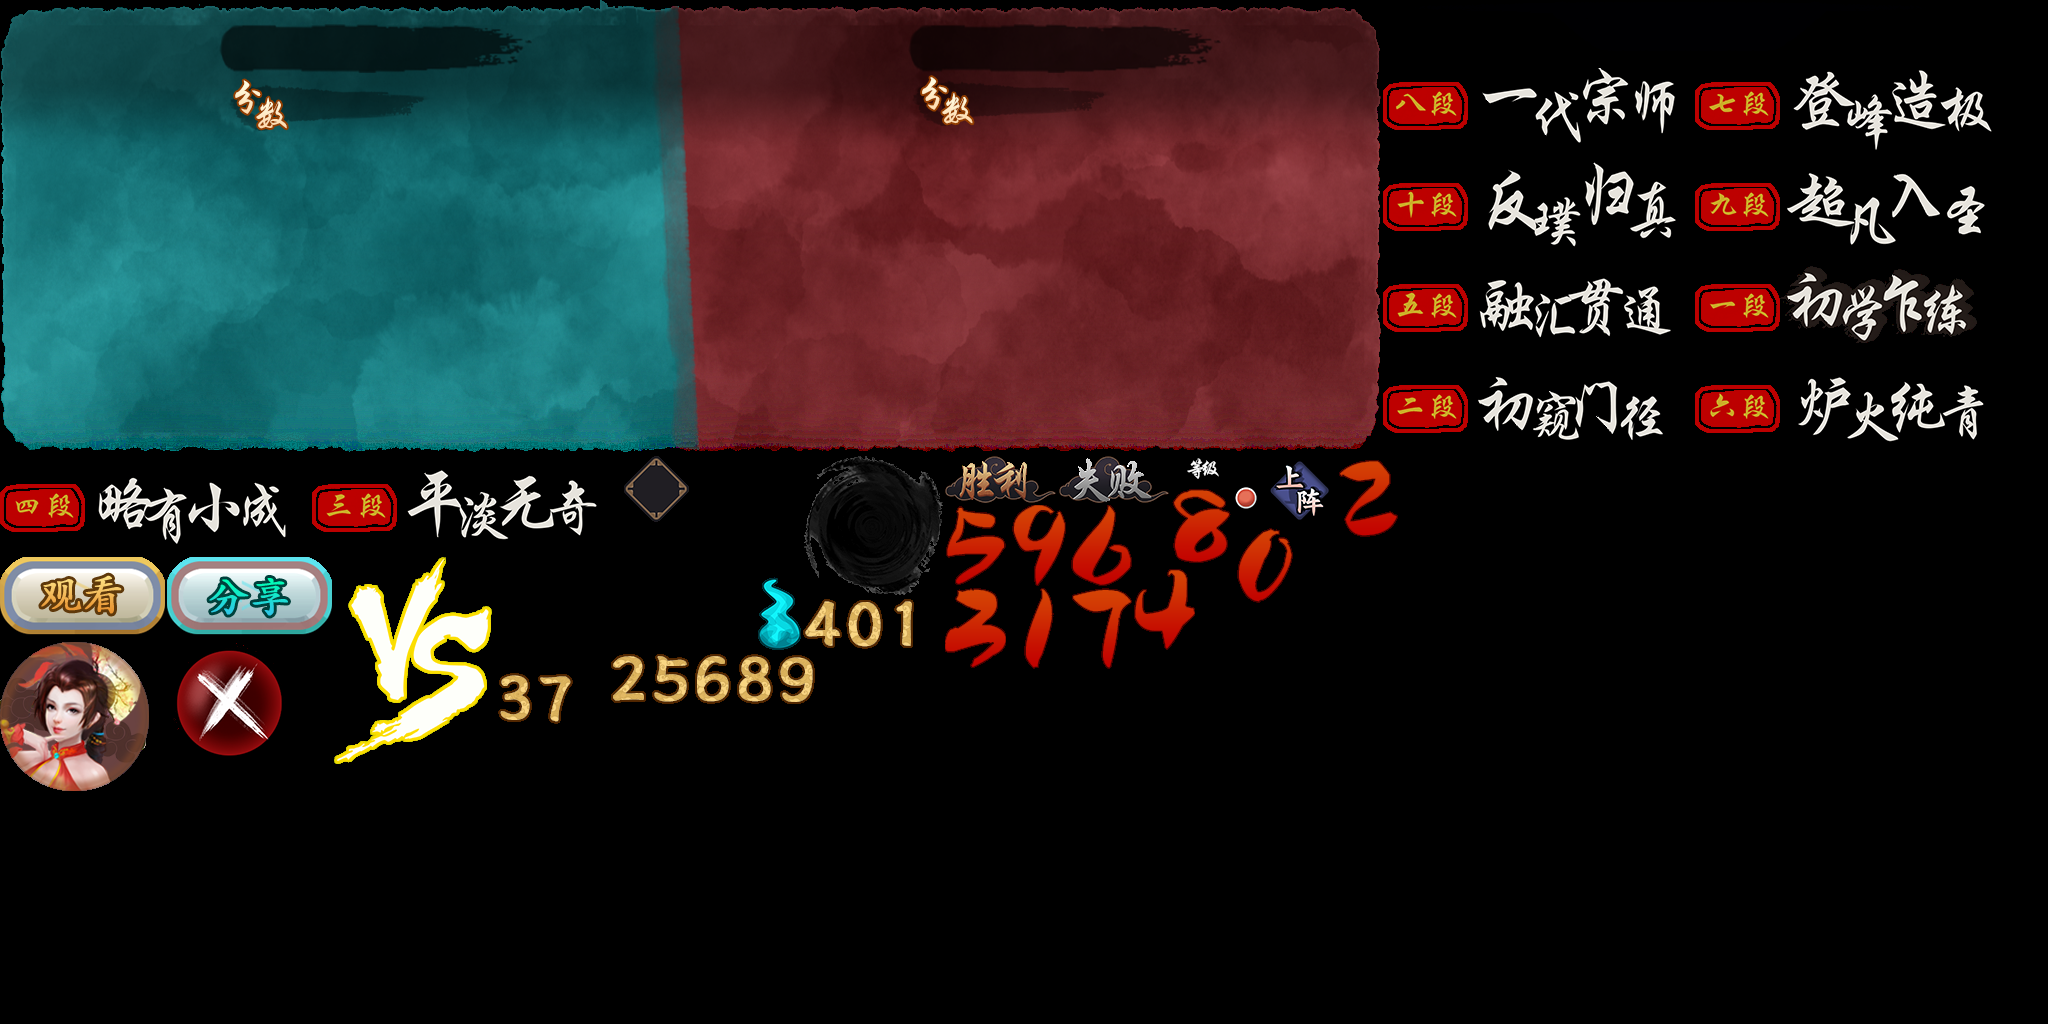 分数
分数
八段 一代宗师 七段 登峰造极
十段 反璞归真 九段 超凡入圣
五段 融汇贯通 一段 初学乍练
二段 初窥门径 六段 炉火纯青
四段 略有小成 三段 平淡无奇
胜利 失败 等级 上阵
2
596 8 0
3174
观看 分享
VS
401
37 25689